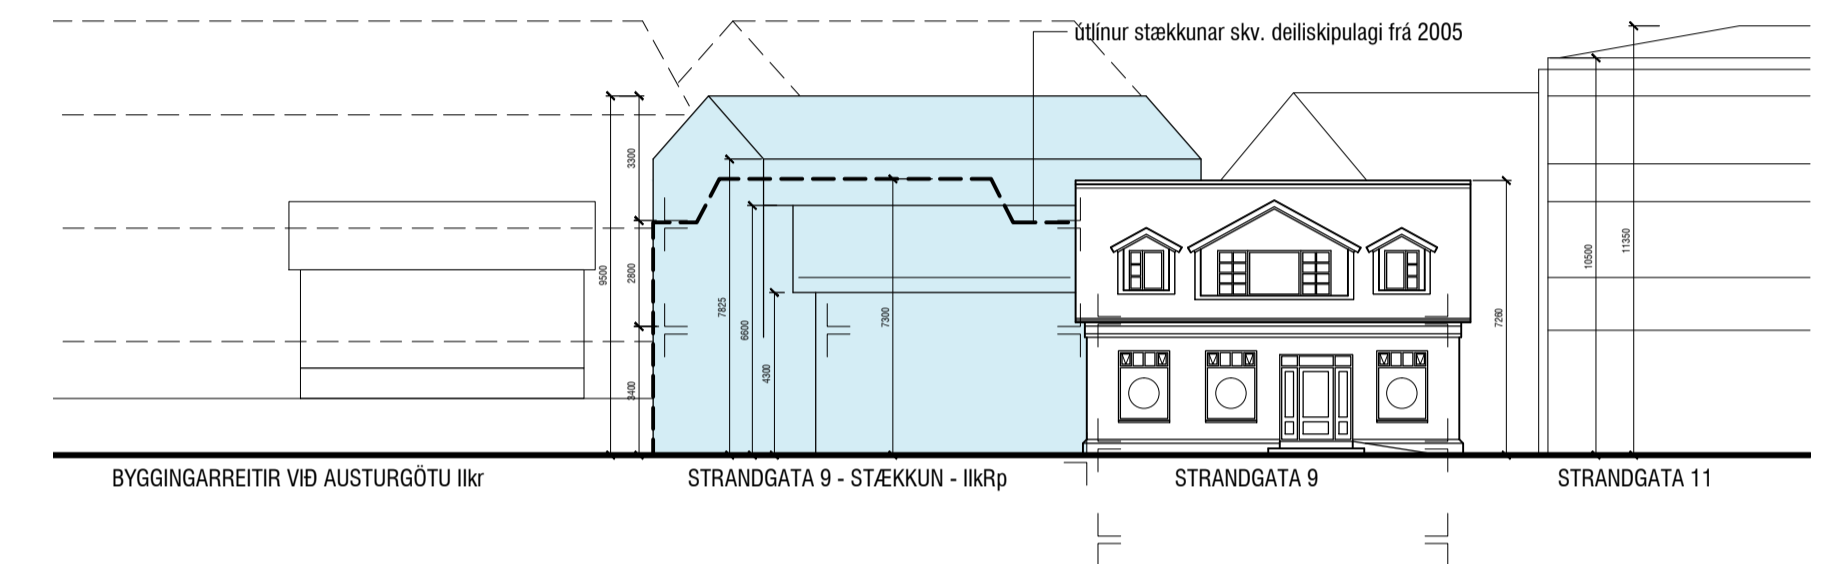 útlínur stækkunar skv. deiliskipulagi frá 2005
11350
10500
3300
9500
2800
7825
6600
7300
7260
4300
3400
BYGGINGARREITIR VIÐ AUSTURGÖTU IIkr
STRANDGATA 9 - STÆKKUN - IIkRp
STRANDGATA 9
STRANDGATA 11